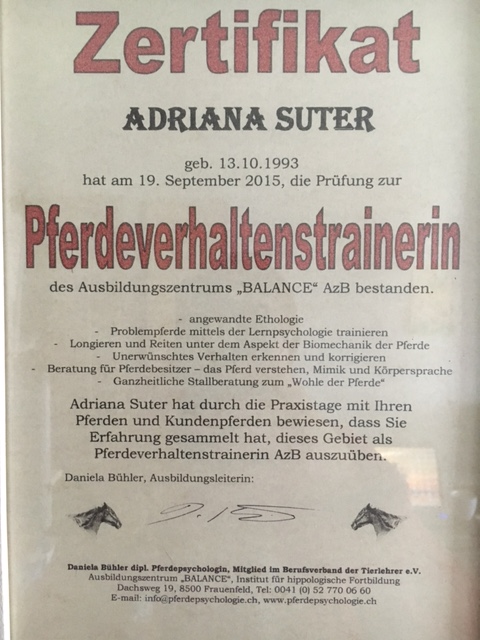 Zertifikat
ADRIANA SUTER
geb. 13.10.1993
hat am 19. September 2015, die Prüfung zur
Pferdeverhaltenstrainerin
des Ausbildungszentrums „BALANCE“ AzB bestanden.
- angewandte Ethologie
- Problempferde mittels der Lernpsychologie trainieren
- Longieren und Reiten unter dem Aspekt der Biomechanik der Pferde
- Unerwünschtes Verhalten erkennen und korrigieren
- Beratung für Pferdebesitzer – das Pferd verstehen, Mimik und Körpersprache
- Ganzheitliche Stallberatung zum „Wohle der Pferde“
Adriana Suter hat durch die Praxistage mit Ihren
Pferden und Kundenpferden bewiesen, dass Sie
Erfahrung gesammelt hat, dieses Gebiet als
Pferdeverhaltenstrainerin AzB auszuüben.
Daniela Bühler, Ausbildungsleiterin:
Daniela Bühler dipl. Pferdepsychologin, Mitglied im Berufsverband der Tierlehrer e.V.
Ausbildungszentrum „BALANCE“, Institut für hippologische Fortbildung
Dachsweg 19, 8500 Frauenfeld, Tel: 0041 (0) 52 770 06 60
E-mail: info@pferdepsychologie.ch, www.pferdepsychologie.ch